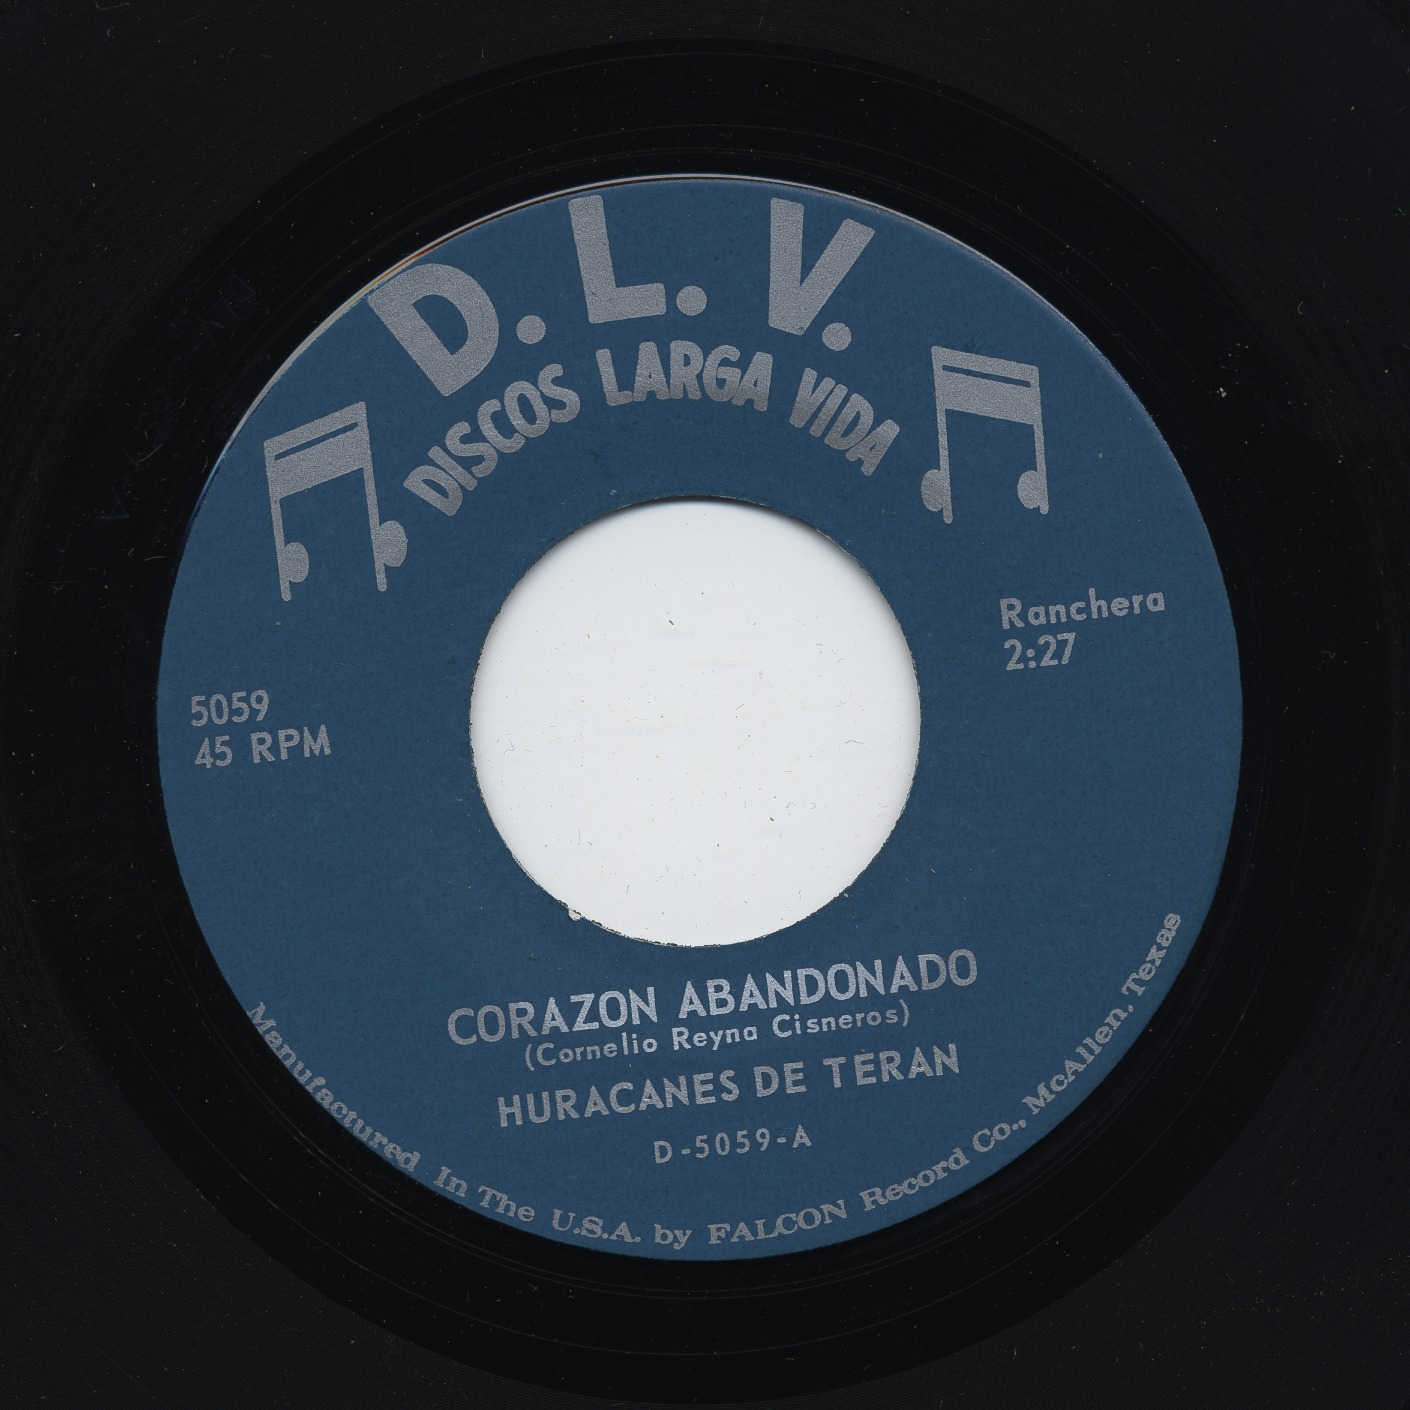 D. L. V.
DISCOS LARGA VIDA
Ranchera
2:27
5059
45 RPM
CORAZON ABANDONADO
(Cornelio Reyna Cisneros)
HURACANES DE TERAN
D-5059-A
Manufactured In The U.S.A. by FALCON Record Co., McAllen, Texas